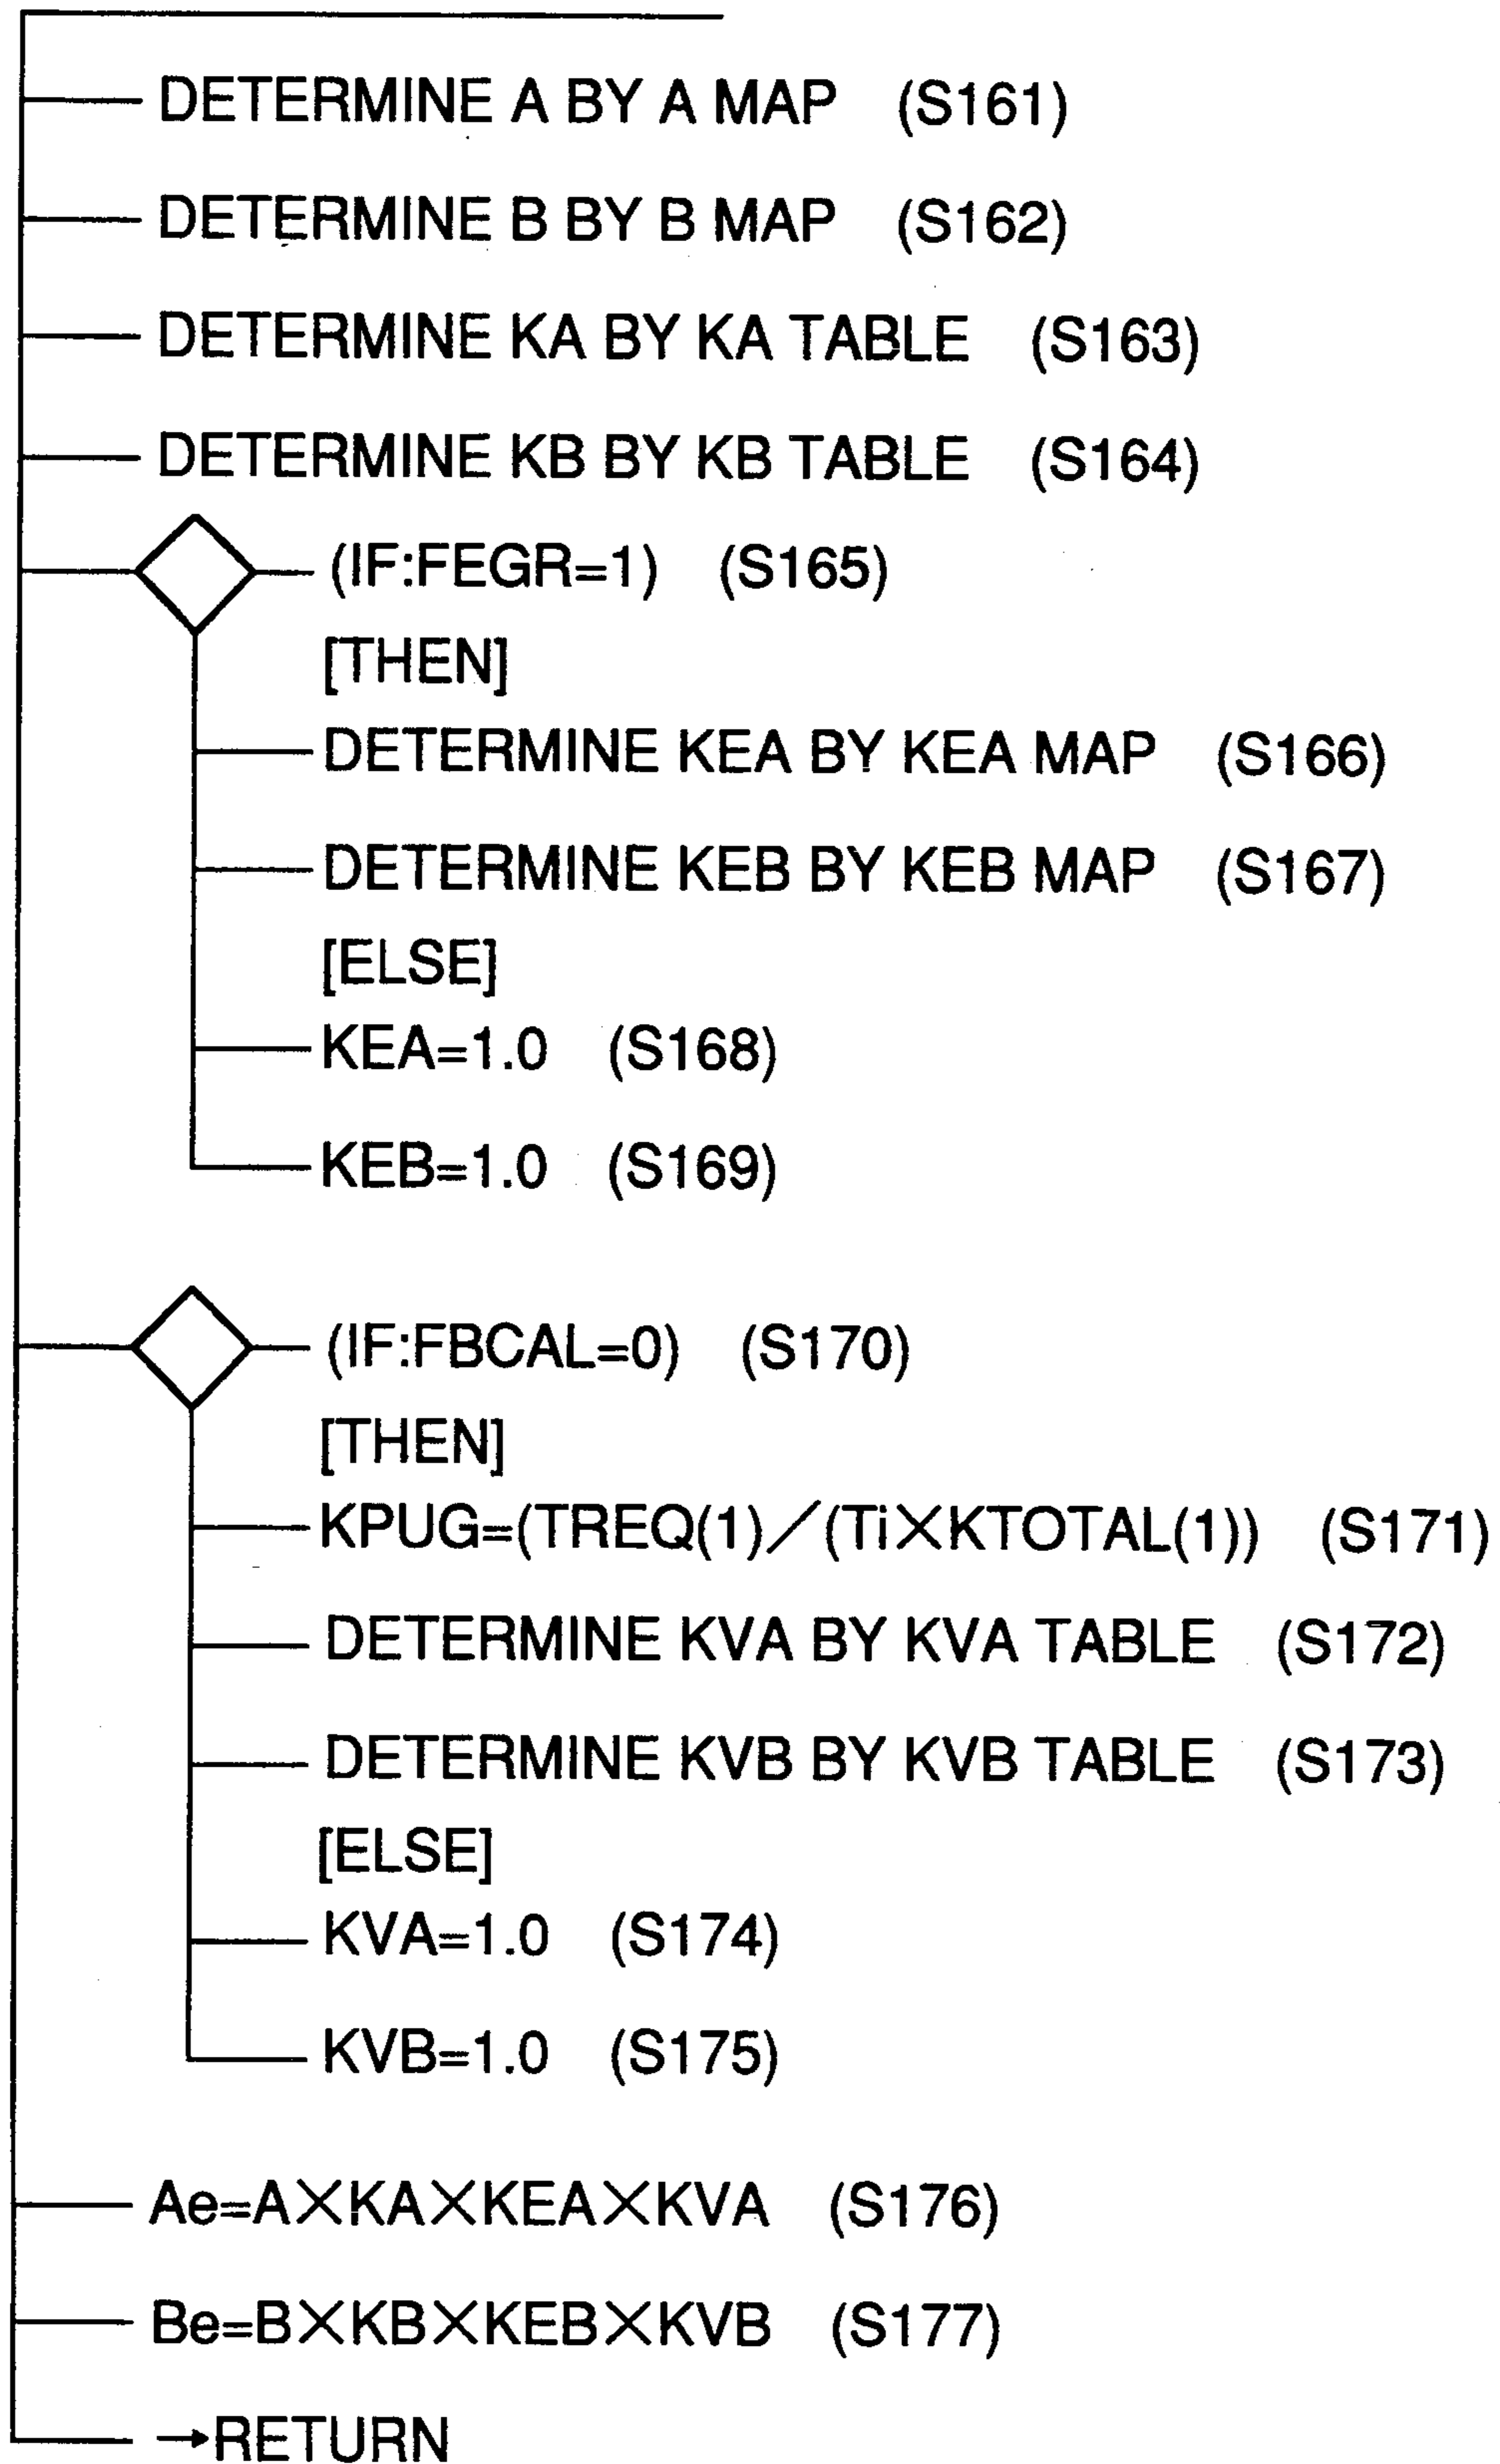 DETERMINE A BY A MAP (S161)
DETERMINE B BY B MAP (S162)
DETERMINE KA BY KA TABLE (S163)
DETERMINE KB BY KB TABLE (S164)
(IF:FEGR=1) (S165)
[THEN]
DETERMINE KEA BY KEA MAP (S166)
DETERMINE KEB BY KEB MAP (S167)
[ELSE]
KEA=1.0 (S168)
KEB=1.0 (S169)
(IF:FBCAL=0) (S170)
[THEN]
KPUG=(TREQ(1)/(Ti×KTOTAL(1)) (S171)
DETERMINE KVA BY KVA TABLE (S172)
DETERMINE KVB BY KVB TABLE (S173)
[ELSE]
KVA=1.0 (S174)
KVB=1.0 (S175)
Ae=A×KA×KEA×KVA (S176)
Be=B×KB×KEB×KVB (S177)
→RETURN